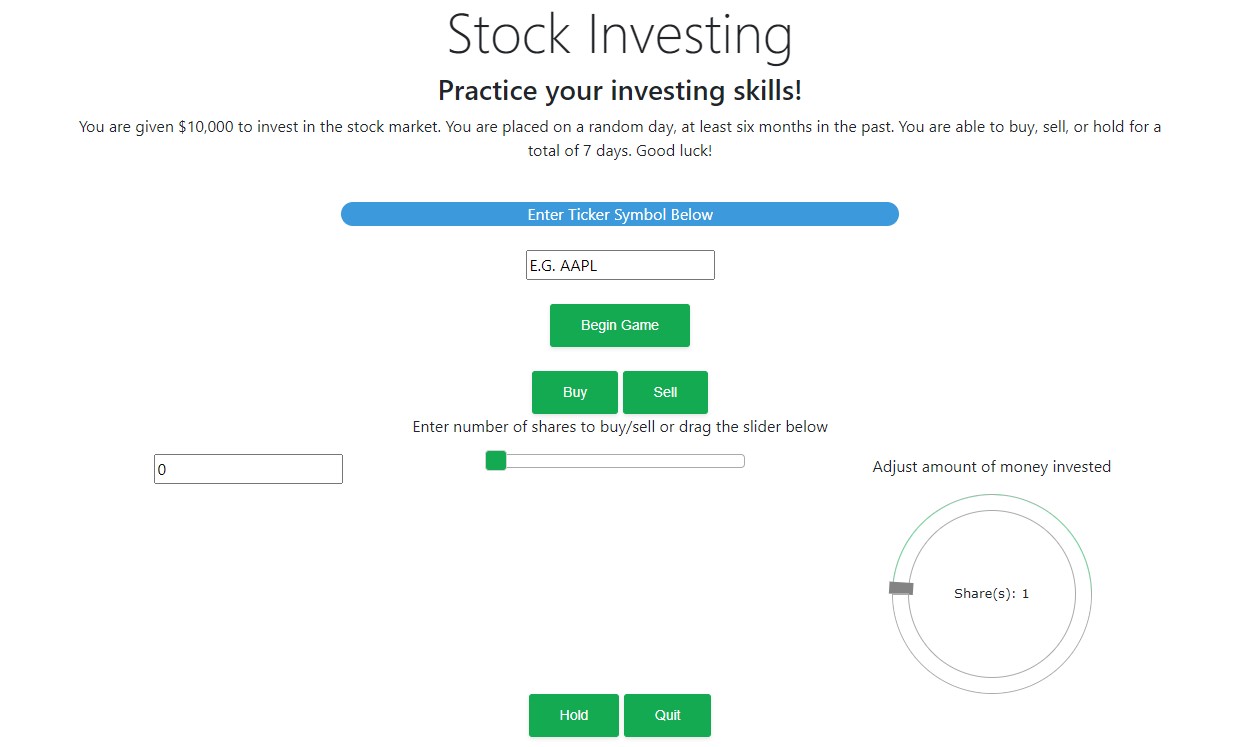 Stock Investing
Practice your investing skills!
You are given $10,000 to invest in the stock market. You are placed on a random day, at least six months in the past. You are able to buy, sell, or hold for a
total of 7 days. Good luck!
Enter Ticker Symbol Below
E.G. AAPL
Begin Game
Buy Sell
Enter number of shares to buy/sell or drag the slider below
0
Adjust amount of money invested
Share(s): 1
Hold Quit